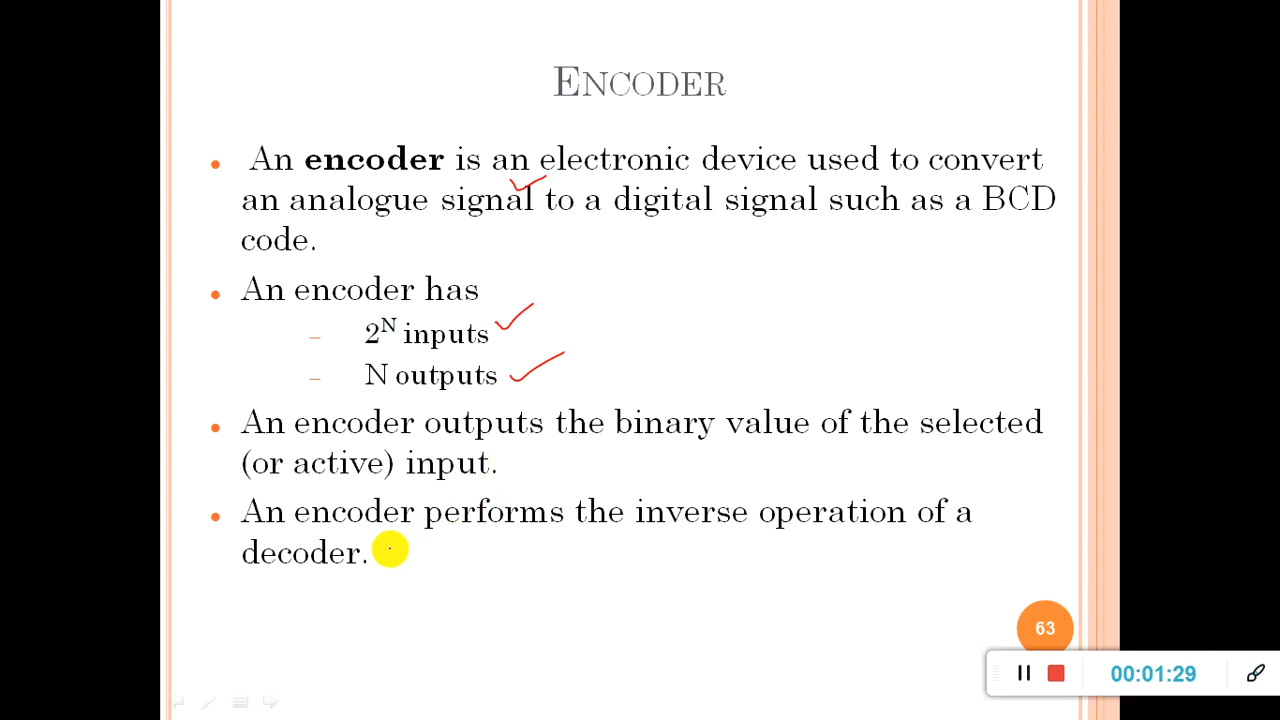 ENCODER
• An encoder is an electronic device used to convert
an analogue signal to a digital signal such as a BCD
code.
• An encoder has
– 2^N inputs
– N outputs
• An encoder outputs the binary value of the selected
(or active) input.
• An encoder performs the inverse operation of a
decoder.
63
00:01:29